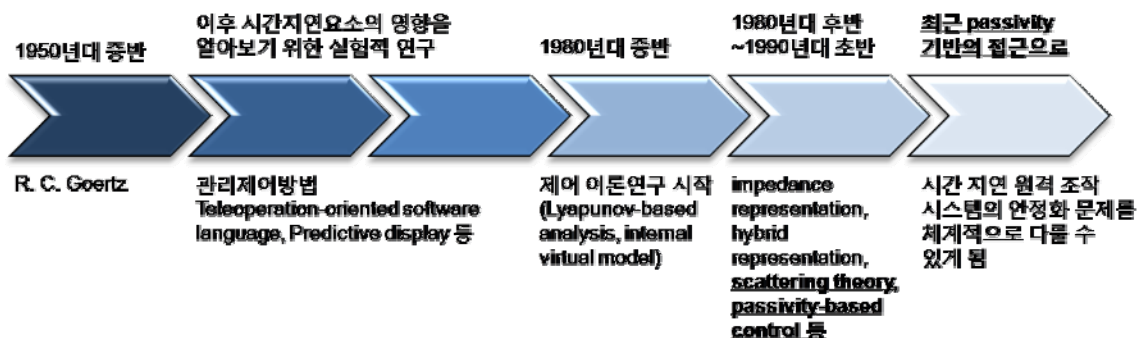 1950년대 중반
이후 시간지연요소의 영향을
알아보기 위한 실험적 연구
1980년대 중반
1980년대 후반
~1990년대 초반
최근 passivity
기반의 접근으로
R. C. Goertz
관리제어방법
Teleoperation-oriented software
language, Predictive display 등
제어 이론연구 시작
(Lyapunov-based
analysis, internal
virtual model)
impedance
representation,
hybrid
representation,
scattering theory,
passivity-based
control 등
시간 지연 원격 조작
시스템의 안정화 문제를
체계적으로 다룰 수
있게 됨